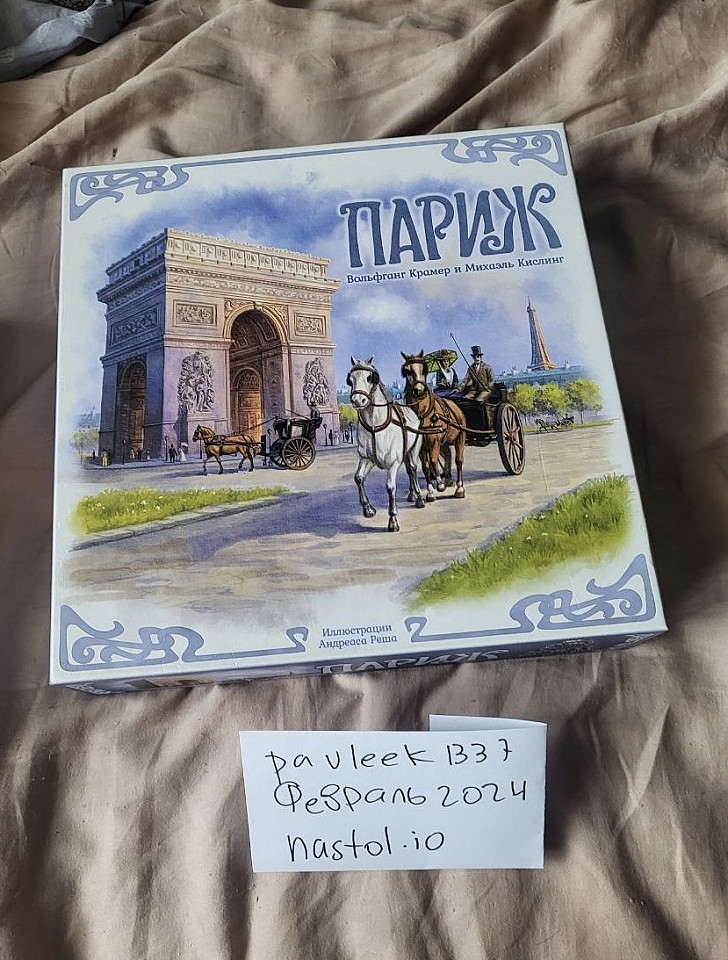 ПАРИЖ
Вольфганг Крамер и Михаэль Кислинг
Иллюстрации
Андреаса Реша
ПАРИЖ
pavleek 1337
Февраль 2024
nastol.io